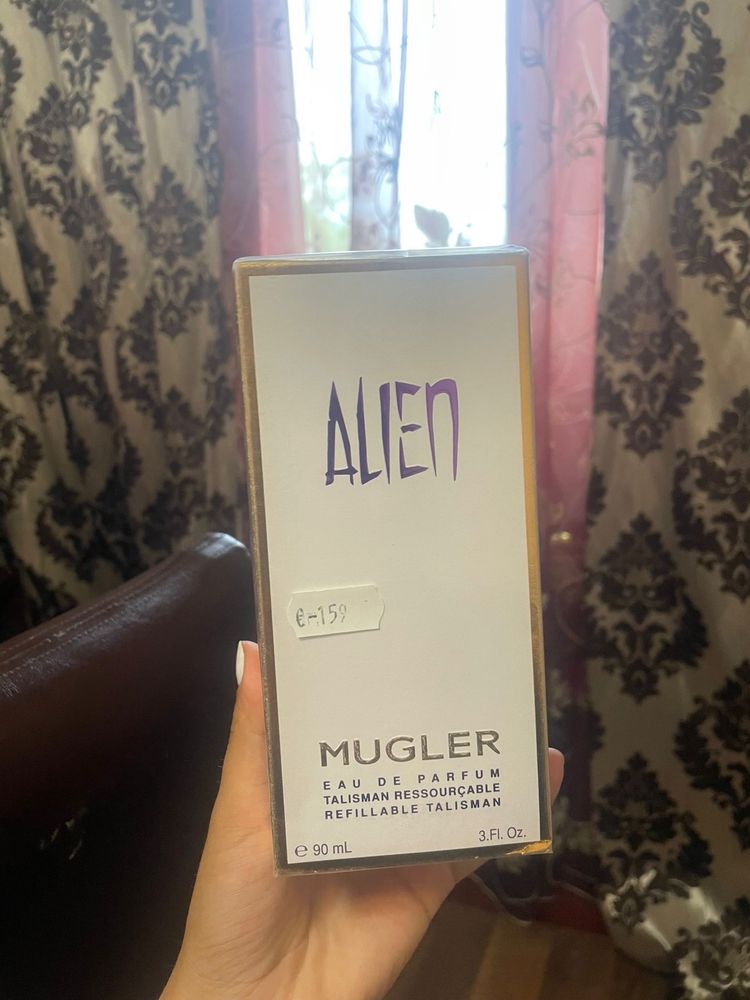 ALIEN
€-159
MUGLER
EAU DE PARFUM
TALISMAN RESSOURÇABLE
REFILLABLE TALISMAN
e 90 mL
3.Fl. Oz.